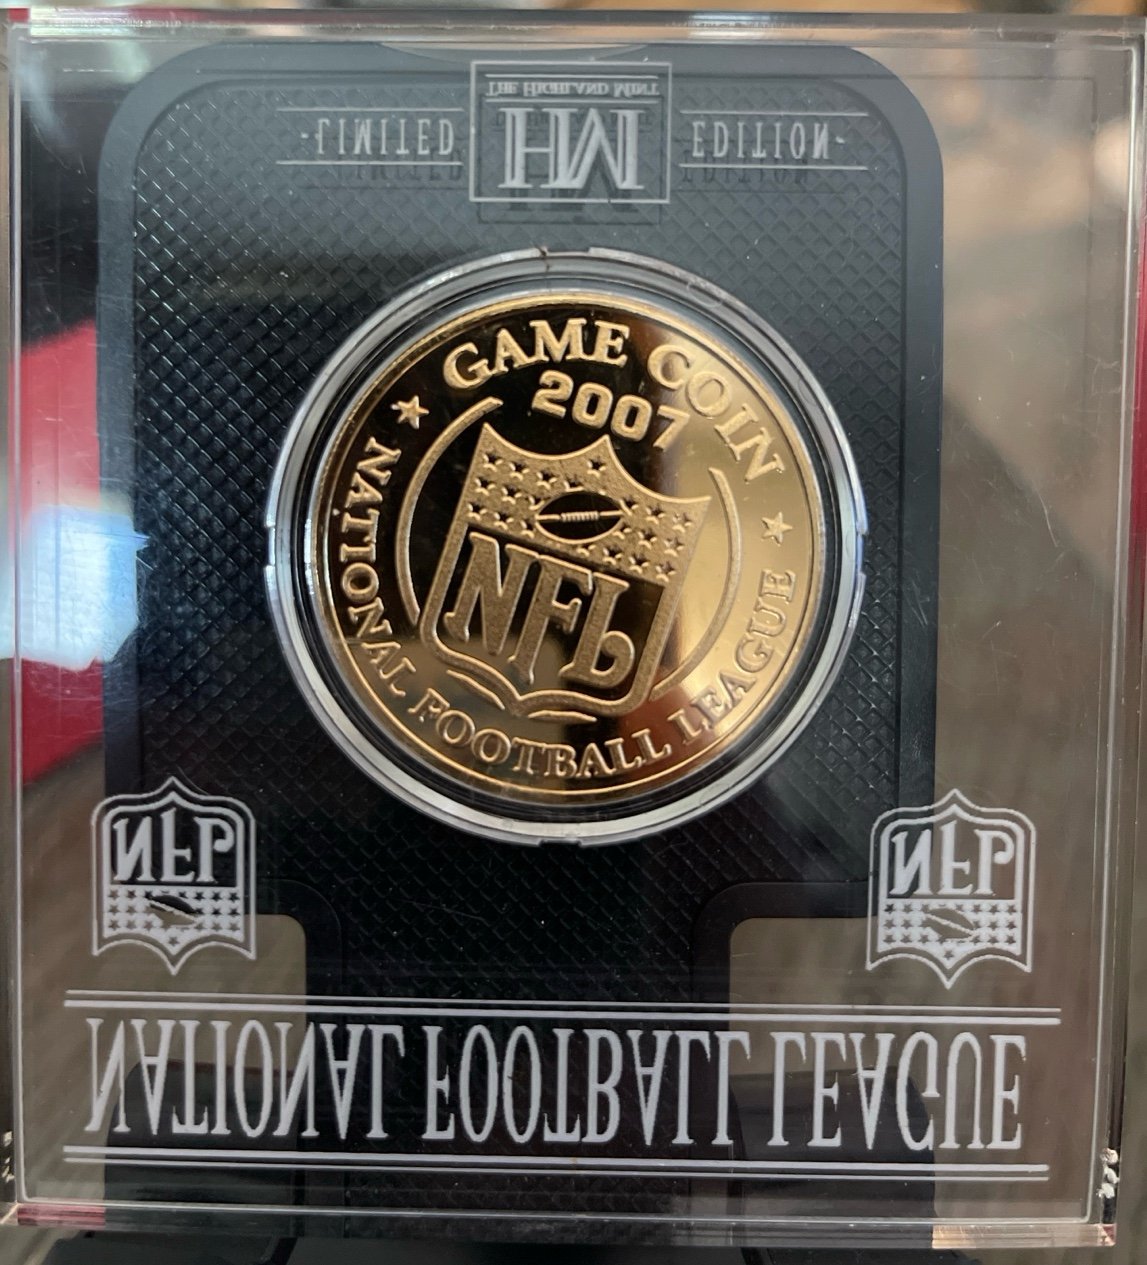 THE HIGHLAND MINT
·LIMITED
HM
EDITION·
GAME COIN
2007
NFL
NATIONAL FOOTBALL LEAGUE
NFL
NFL
NATIONAL FOOTBALL LEAGUE